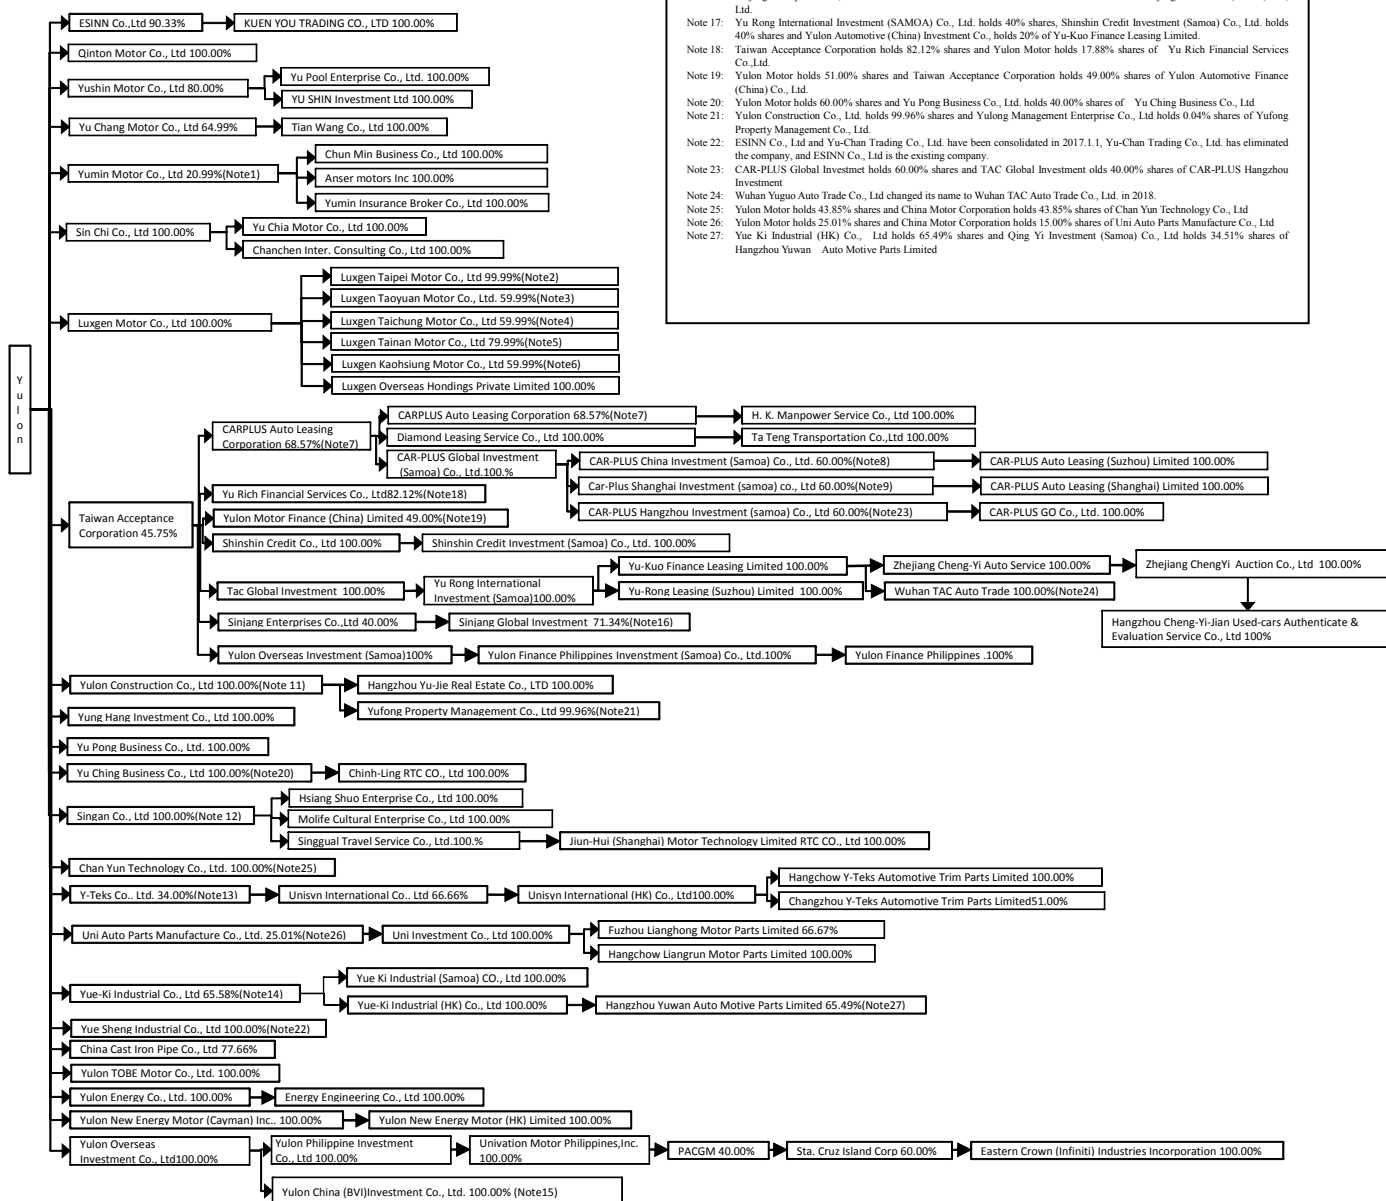 Ltd.
Note 17: Yu Rong International Investment (SAMOA) Co., Ltd. holds 40% shares, Shinshin Credit Investment (Samoa) Co., Ltd. holds
40% shares and Yulon Automotive (China) Investment Co., holds 20% of Yu-Kuo Finance Leasing Limited.
Note 18: Taiwan Acceptance Corporation holds 82.12% shares and Yulon Motor holds 17.88% shares of Yu Rich Financial Services
Co.,Ltd.
Note 19: Yulon Motor holds 51.00% shares and Taiwan Acceptance Corporation holds 49.00% shares of Yulon Automotive Finance
(China) Co., Ltd.
Note 20: Yulon Motor holds 60.00% shares and Yu Pong Business Co., Ltd. holds 40.00% shares of Yu Ching Business Co., Ltd
Note 21: Yulon Construction Co., Ltd. holds 99.96% shares and Yulong Management Enterprise Co., Ltd holds 0.04% shares of Yufong
Property Management Co., Ltd.
Note 22: ESINN Co., Ltd and Yu-Chan Trading Co., Ltd. have been consolidated in 2017.1.1, Yu-Chan Trading Co., Ltd. has eliminated
the company, and ESINN Co., Ltd is the existing company.
Note 23: CAR-PLUS Global Investmet holds 60.00% shares and TAC Global Investment olds 40.00% shares of CAR-PLUS Hangzhou
Investment
Note 24: Wuhan Yuguo Auto Trade Co., Ltd changed its name to Wuhan TAC Auto Trade Co., Ltd. in 2018.
Note 25: Yulon Motor holds 43.85% shares and China Motor Corporation holds 43.85% shares of Chan Yun Technology Co., Ltd
Note 26: Yulon Motor holds 25.01% shares and China Motor Corporation holds 15.00% shares of Uni Auto Parts Manufacture Co., Ltd
Note 27: Yue Ki Industrial (HK) Co., Ltd holds 65.49% shares and Qing Yi Investment (Samoa) Co., Ltd holds 34.51% shares of
Hangzhou Yuwan Auto Motive Parts Limited
Yulon
ESINN Co.,Ltd 90.33%
KUEN YOU TRADING CO., LTD 100.00%
Qinton Motor Co., Ltd 100.00%
Yushin Motor Co., Ltd 80.00%
Yu Pool Enterprise Co., Ltd. 100.00%
YU SHIN Investment Ltd 100.00%
Yu Chang Motor Co., Ltd 64.99%
Tian Wang Co., Ltd 100.00%
Yumin Motor Co., Ltd 20.99%(Note1)
Chun Min Business Co., Ltd 100.00%
Anser motors Inc 100.00%
Yumin Insurance Broker Co., Ltd 100.00%
Sin Chi Co., Ltd 100.00%
Yu Chia Motor Co., Ltd 100.00%
Chanchen Inter. Consulting Co., Ltd 100.00%
Luxgen Motor Co., Ltd 100.00%
Luxgen Taipei Motor Co., Ltd 99.99%(Note2)
Luxgen Taoyuan Motor Co., Ltd. 59.99%(Note3)
Luxgen Taichung Motor Co., Ltd 59.99%(Note4)
Luxgen Tainan Motor Co., Ltd 79.99%(Note5)
Luxgen Kaohsiung Motor Co., Ltd 59.99%(Note6)
Luxgen Overseas Hondings Private Limited 100.00%
Taiwan Acceptance
Corporation 45.75%
CARPLUS Auto Leasing
Corporation 68.57%(Note7)
CARPLUS Auto Leasing Corporation 68.57%(Note7)
H. K. Manpower Service Co., Ltd 100.00%
Diamond Leasing Service Co., Ltd 100.00%
Ta Teng Transportation Co.,Ltd 100.00%
CAR-PLUS Global Investment
(Samoa) Co., Ltd.100.%
CAR-PLUS China Investment (Samoa) Co., Ltd. 60.00%(Note8)
CAR-PLUS Auto Leasing (Suzhou) Limited 100.00%
Car-Plus Shanghai Investment (samoa) co., Ltd 60.00%(Note9)
CAR-PLUS Auto Leasing (Shanghai) Limited 100.00%
CAR-PLUS Hangzhou Investment (samoa) Co., Ltd 60.00%(Note23)
CAR-PLUS GO Co., Ltd. 100.00%
Yu Rich Financial Services Co., Ltd82.12%(Note18)
Yulon Motor Finance (China) Limited 49.00%(Note19)
Shinshin Credit Co., Ltd 100.00%
Shinshin Credit Investment (Samoa) Co., Ltd. 100.00%
Tac Global Investment 100.00%
Yu Rong International
Investment (Samoa)100.00%
Yu-Kuo Finance Leasing Limited 100.00%
Zhejiang Cheng-Yi Auto Service 100.00%
Zhejiang ChengYi Auction Co., Ltd 100.00%
Yu-Rong Leasing (Suzhou) Limited 100.00%
Wuhan TAC Auto Trade 100.00%(Note24)
Hangzhou Cheng-Yi-Jian Used-cars Authenticate &
Evaluation Service Co., Ltd 100%
Sinjang Enterprises Co.,Ltd 40.00%
Sinjang Global Investment 71.34%(Note16)
Yulon Overseas Investment (Samoa)100%
Yulon Finance Philippines Invenstment (Samoa) Co., Ltd.100%
Yulon Finance Philippines .100%
Yulon Construction Co., Ltd 100.00%(Note 11)
Hangzhou Yu-Jie Real Estate Co., LTD 100.00%
Yufong Property Management Co., Ltd 99.96%(Note21)
Yung Hang Investment Co., Ltd 100.00%
Yu Pong Business Co., Ltd. 100.00%
Yu Ching Business Co., Ltd 100.00%(Note20)
Chinh-Ling RTC CO., Ltd 100.00%
Singan Co., Ltd 100.00%(Note 12)
Hsiang Shuo Enterprise Co., Ltd 100.00%
Molife Cultural Enterprise Co., Ltd 100.00%
Singgual Travel Service Co., Ltd.100.%
Jiun-Hui (Shanghai) Motor Technology Limited RTC CO., Ltd 100.00%
Chan Yun Technology Co., Ltd. 100.00%(Note25)
Y-Teks Co.. Ltd. 34.00%(Note13)
Unisvn International Co.. Ltd 66.66%
Unisyn International (HK) Co., Ltd100.00%
Hangchow Y-Teks Automotive Trim Parts Limited 100.00%
Changzhou Y-Teks Automotive Trim Parts Limited51.00%
Uni Auto Parts Manufacture Co., Ltd. 25.01%(Note26)
Uni Investment Co., Ltd 100.00%
Fuzhou Lianghong Motor Parts Limited 66.67%
Hangchow Liangrun Motor Parts Limited 100.00%
Yue-Ki Industrial Co., Ltd 65.58%(Note14)
Yue Ki Industrial (Samoa) CO., Ltd 100.00%
Yue-Ki Industrial (HK) Co., Ltd 100.00%
Hangzhou Yuwan Auto Motive Parts Limited 65.49%(Note27)
Yue Sheng Industrial Co., Ltd 100.00%(Note22)
China Cast Iron Pipe Co., Ltd 77.66%
Yulon TOBE Motor Co., Ltd. 100.00%
Yulon Energy Co., Ltd. 100.00%
Energy Engineering Co., Ltd 100.00%
Yulon New Energy Motor (Cayman) Inc.. 100.00%
Yulon New Energy Motor (HK) Limited 100.00%
Yulon Overseas
Investment Co., Ltd100.00%
Yulon Philippine Investment
Co., Ltd 100.00%
Univation Motor Philippines,Inc.
100.00%
PACGM 40.00%
Sta. Cruz Island Corp 60.00%
Eastern Crown (Infiniti) Industries Incorporation 100.00%
Yulon China (BVI)Investment Co., Ltd. 100.00% (Note15)